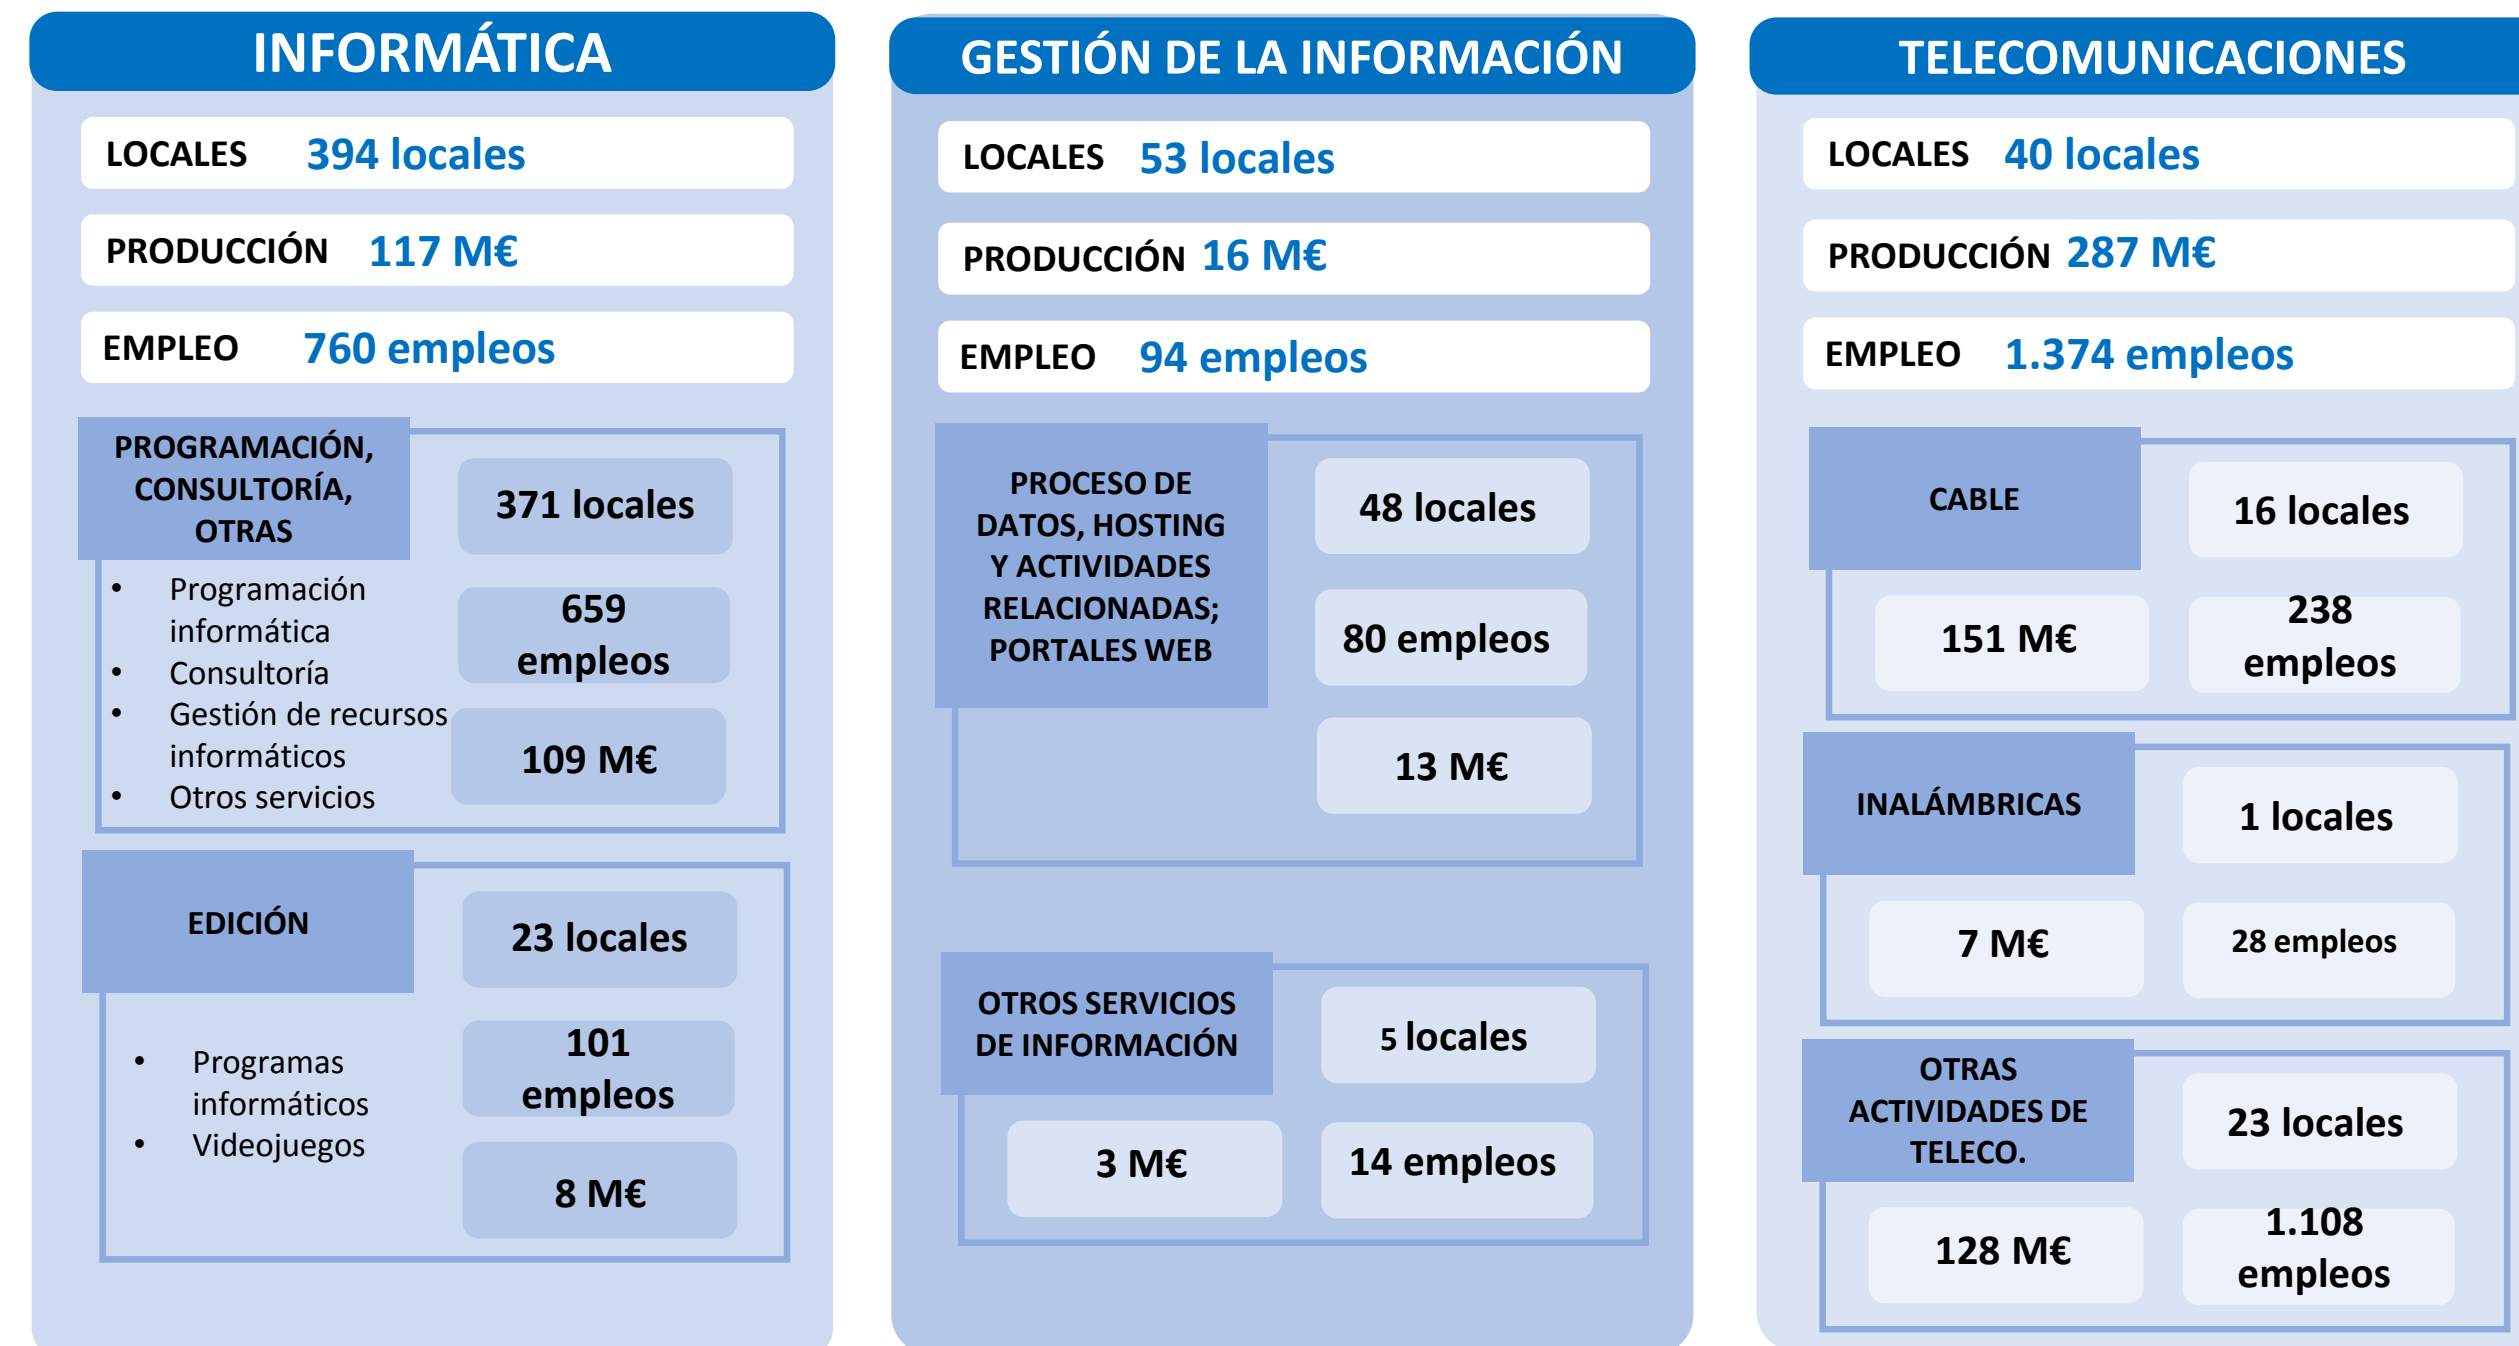 INFORMÁTICA
LOCALES 394 locales
PRODUCCIÓN 117 M€
EMPLEO 760 empleos
PROGRAMACIÓN,
CONSULTORÍA,
OTRAS
371 locales
• Programación
informática
• Consultoría
• Gestión de recursos
informáticos
• Otros servicios
659
empleos
109 M€
EDICIÓN
23 locales
• Programas
informáticos
• Videojuegos
101
empleos
8 M€
GESTIÓN DE LA INFORMACIÓN
LOCALES 53 locales
PRODUCCIÓN 16 M€
EMPLEO 94 empleos
PROCESO DE
DATOS, HOSTING
Y ACTIVIDADES
RELACIONADAS;
PORTALES WEB
48 locales
80 empleos
13 M€
OTROS SERVICIOS
DE INFORMACIÓN
5 locales
3 M€
14 empleos
TELECOMUNICACIONES
LOCALES 40 locales
PRODUCCIÓN 287 M€
EMPLEO 1.374 empleos
CABLE
16 locales
151 M€
238
empleos
INALÁMBRICAS
1 locales
7 M€
28 empleos
OTRAS
ACTIVIDADES DE
TELECO.
23 locales
128 M€
1.108
empleos